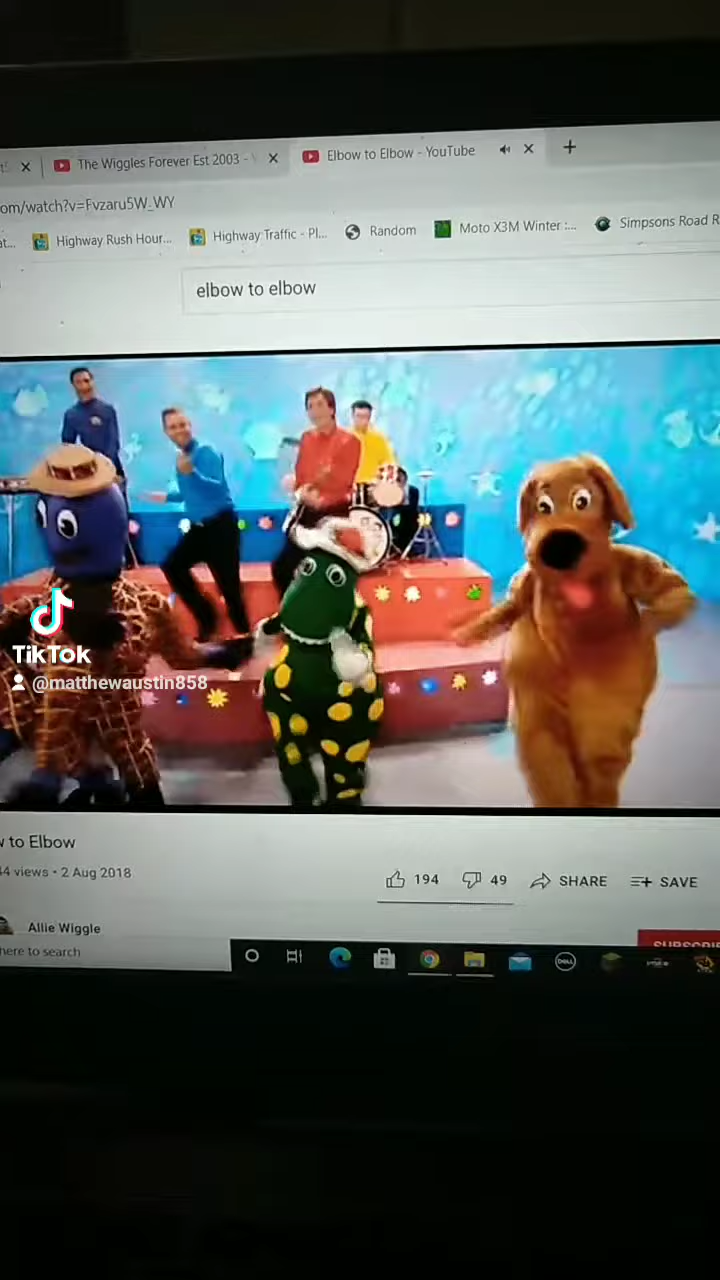 The Wiggles Forever Est 2003 -
Elbow to Elbow - YouTube
om/watch?v=Fvzaru5W_WY
at...
Highway Rush Hour...
Highway Traffic - Pl...
Random
Moto X3M Winter :...
Simpsons Road R
elbow to elbow
TikTok
@matthewaustin858
to Elbow
4 views • 2 Aug 2018
194
49
SHARE
SAVE
Allie Wiggle
here to search
DELL